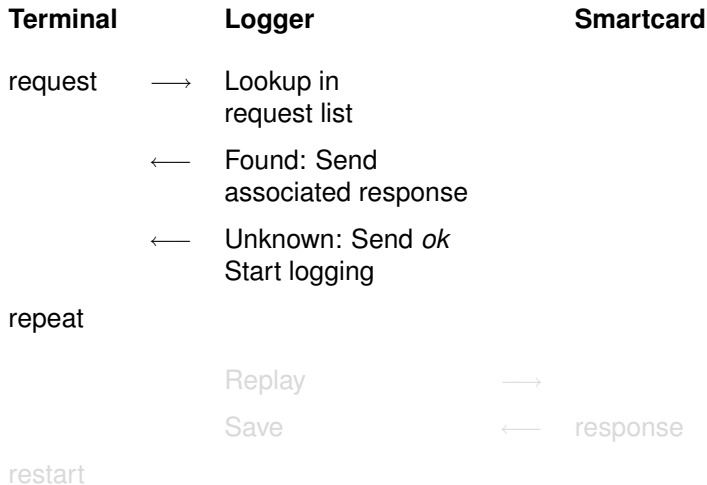 Terminal Logger Smartcard
request ⟶ Lookup in
request list
⟵ Found: Send
associated response
⟵ Unknown: Send ok
Start logging
repeat
Replay ⟶
Save ⟵ response
restart